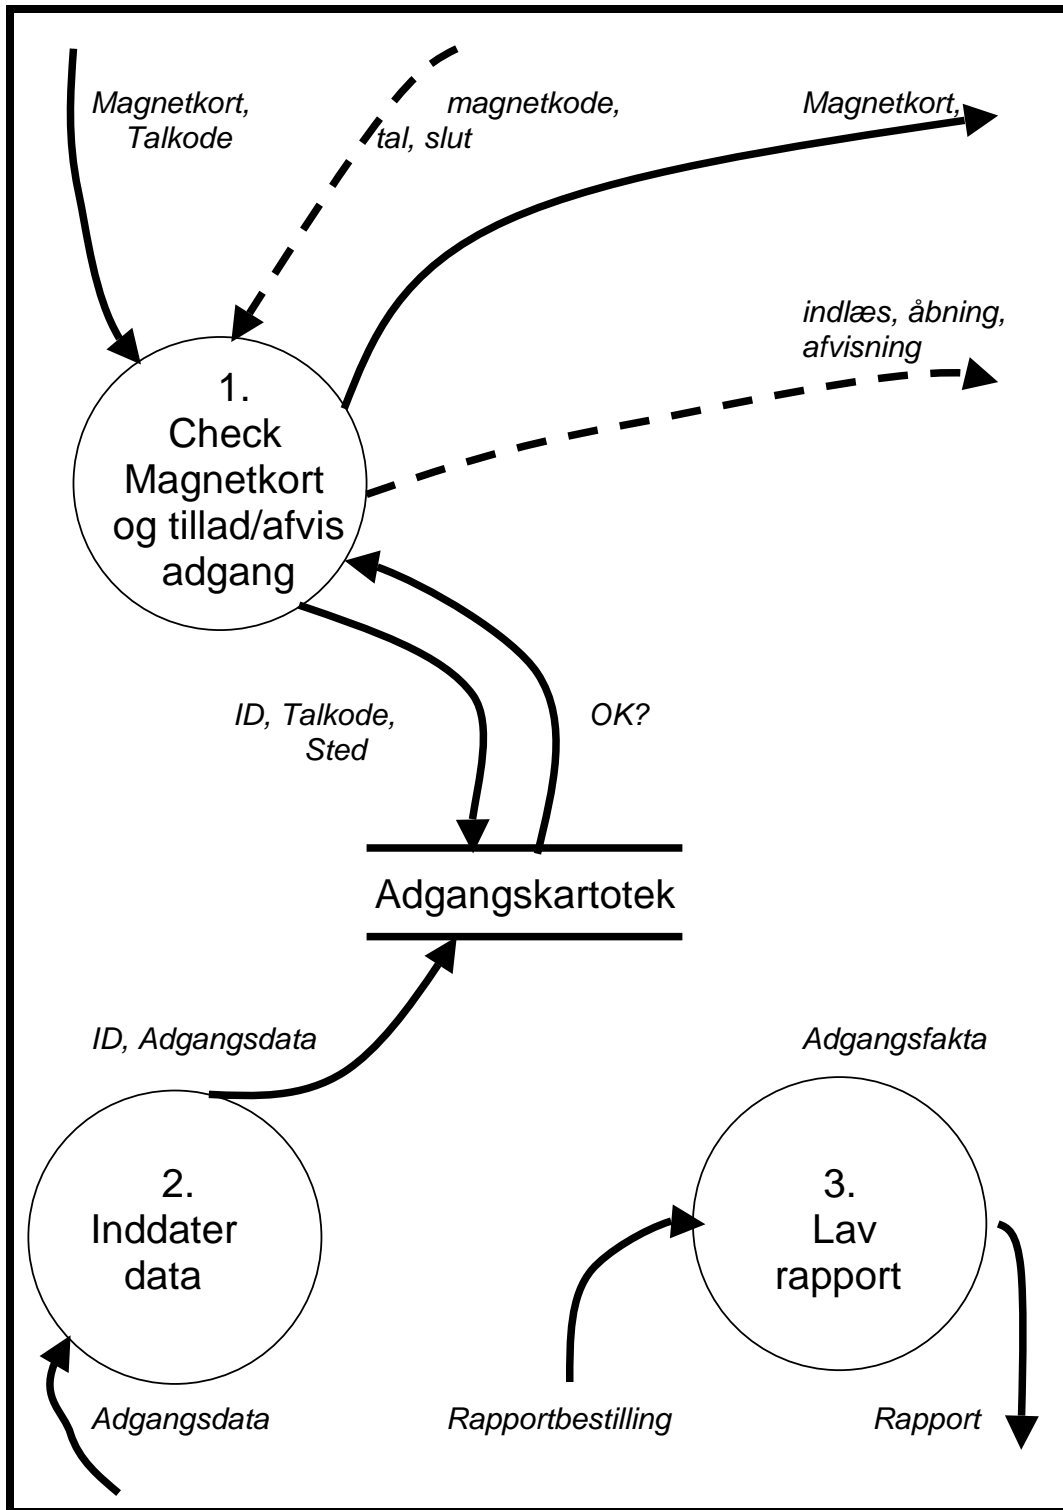 Magnetkort,
Talkode
magnetkode,
tal, slut
Magnetkort,
indlæs, åbning,
afvisning
1.
Check
Magnetkort
og tillad/afvis
adgang
ID, Talkode,
Sted
OK?
Adgangskartotek
ID, Adgangsdata
Adgangsfakta
2.
Inddater
data
3.
Lav
rapport
Adgangsdata
Rapportbestilling
Rapport